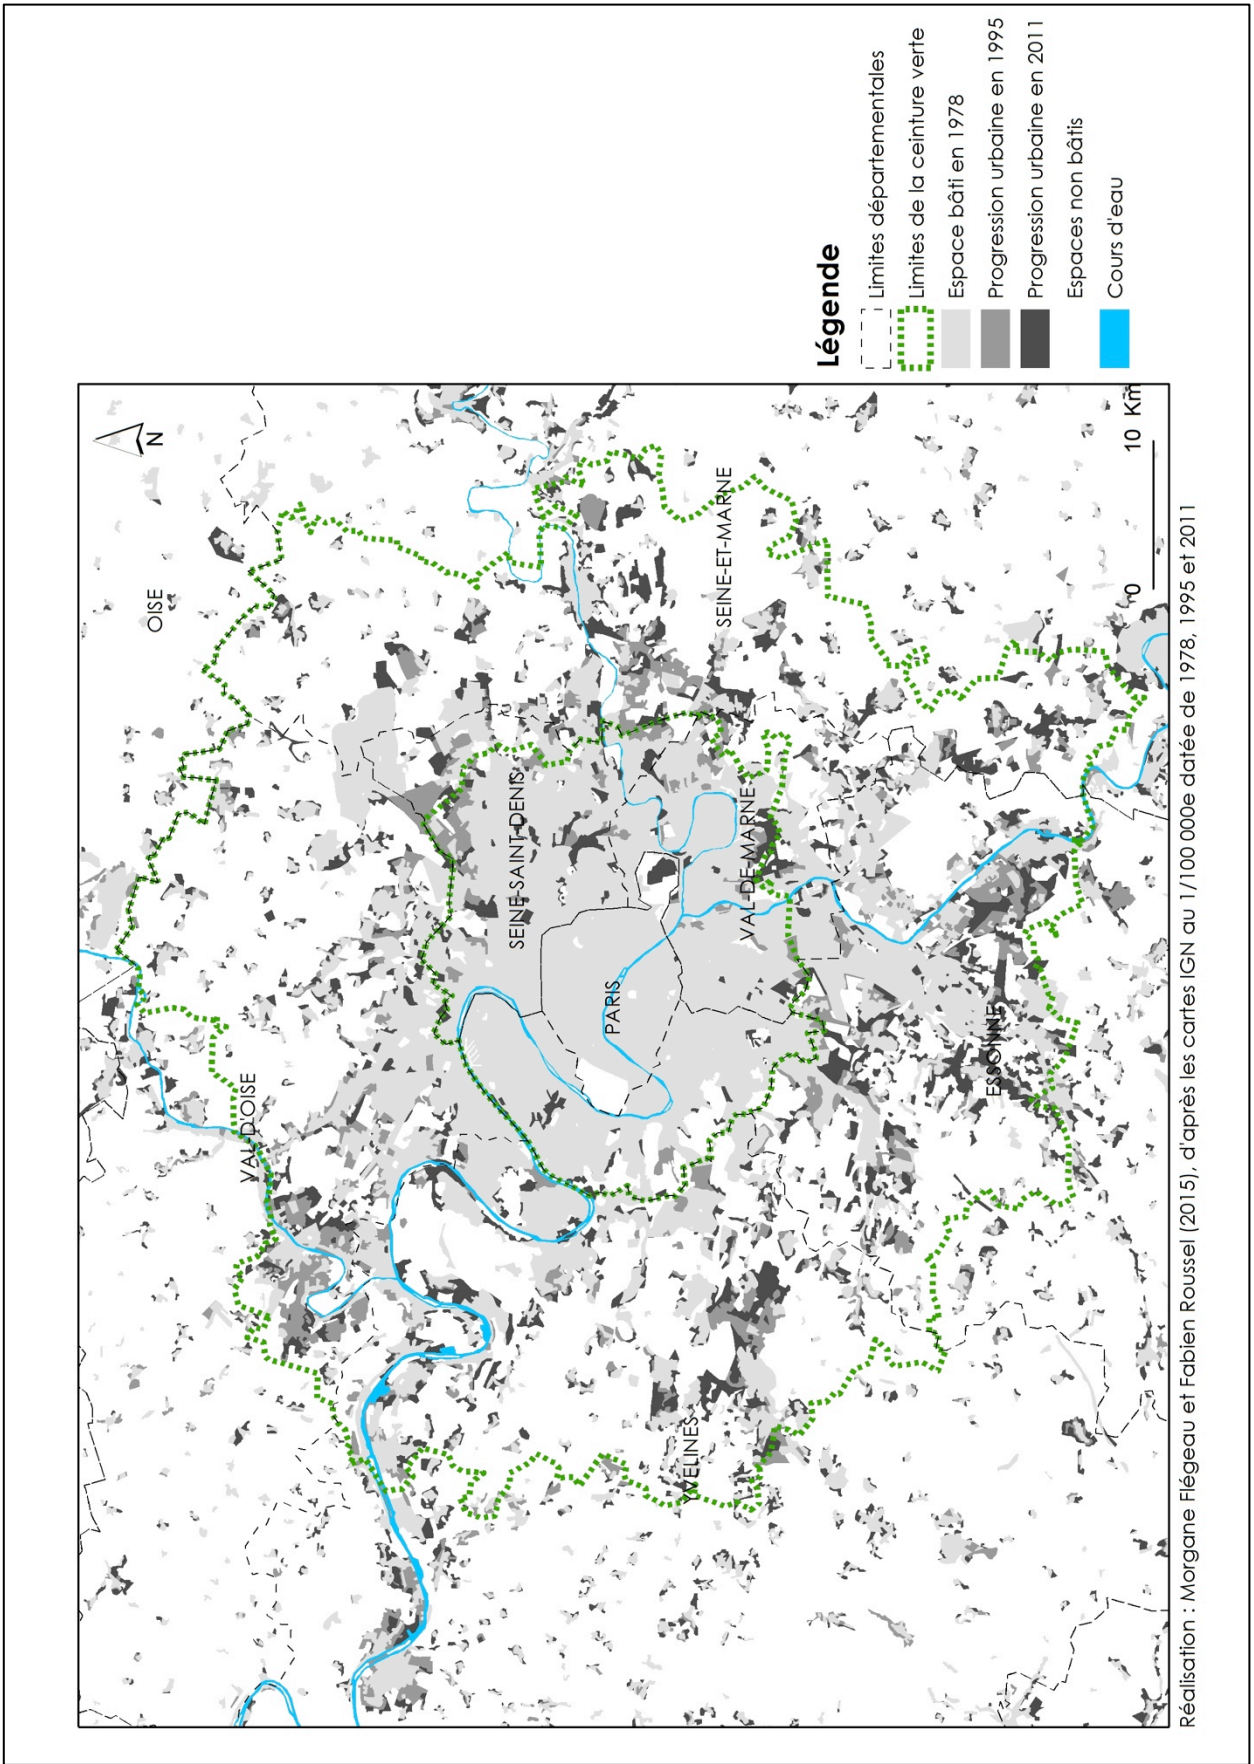 N
OISE
VAL D'OISE
SEINE-SAINT-DENIS
PARIS
VAL-DE-MARNE
SEINE-ET-MARNE
YVELINES
ESSONNE
0 10 Km
Légende
Limites départementales
Limites de la ceinture verte
Espace bâti en 1978
Progression urbaine en 1995
Progression urbaine en 2011
Espaces non bâtis
Cours d'eau
Réalisation : Morgane Flégeau et Fabien Roussel (2015), d'après les cartes IGN au 1/100 000e datée de 1978, 1995 et 2011